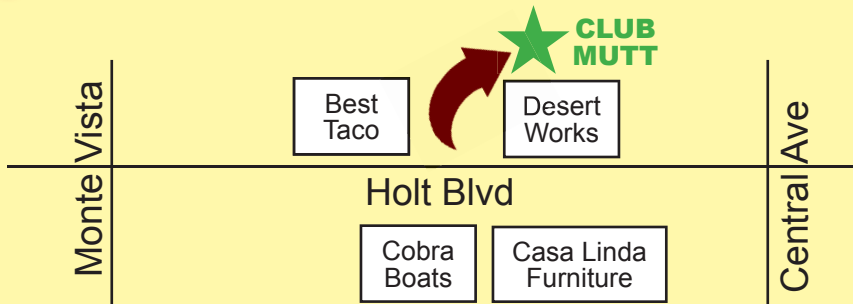 CLUB
MUTT
Best
Taco
Desert
Works
Monte Vista
Central Ave
Holt Blvd
Cobra
Boats
Casa Linda
Furniture